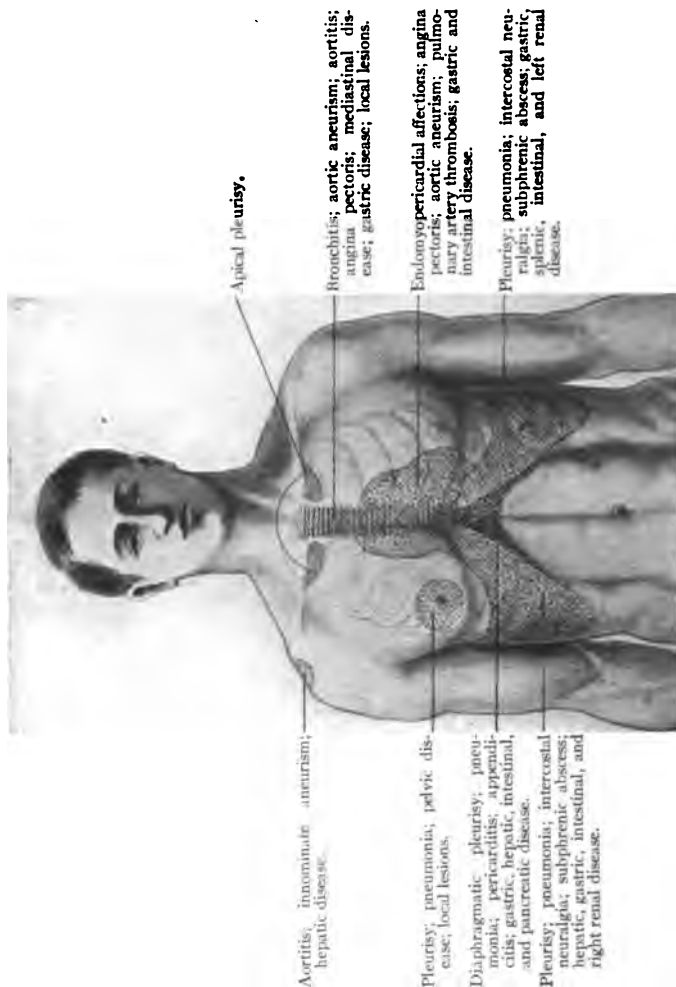 Apical pleurisy.
Bronchitis; aortic aneurism; aortitis;
angina pectoris; mediastinal dis-
ease; gastric disease; local lesions.
Endomyopericardial affections; angina
pectoris; aortic aneurism; pulmo-
nary artery thrombosis; gastric and
intestinal disease.
Pleurisy; pneumonia; intercostal neu-
ralgia; subphrenic abscess; gastric,
splenic, intestinal, and left renal
disease.
Aortitis; innominate aneurism;
hepatic disease.
Pleurisy; pneumonia; pelvic dis-
ease; local lesions.
Diaphragmatic pleurisy; pneu-
monia; pericarditis; appendi-
citis; gastric, hepatic, intestinal,
and pancreatic disease.
Pleurisy; pneumonia; intercostal
neuralgia; subphrenic abscess;
hepatic, gastric, intestinal, and
right renal disease.